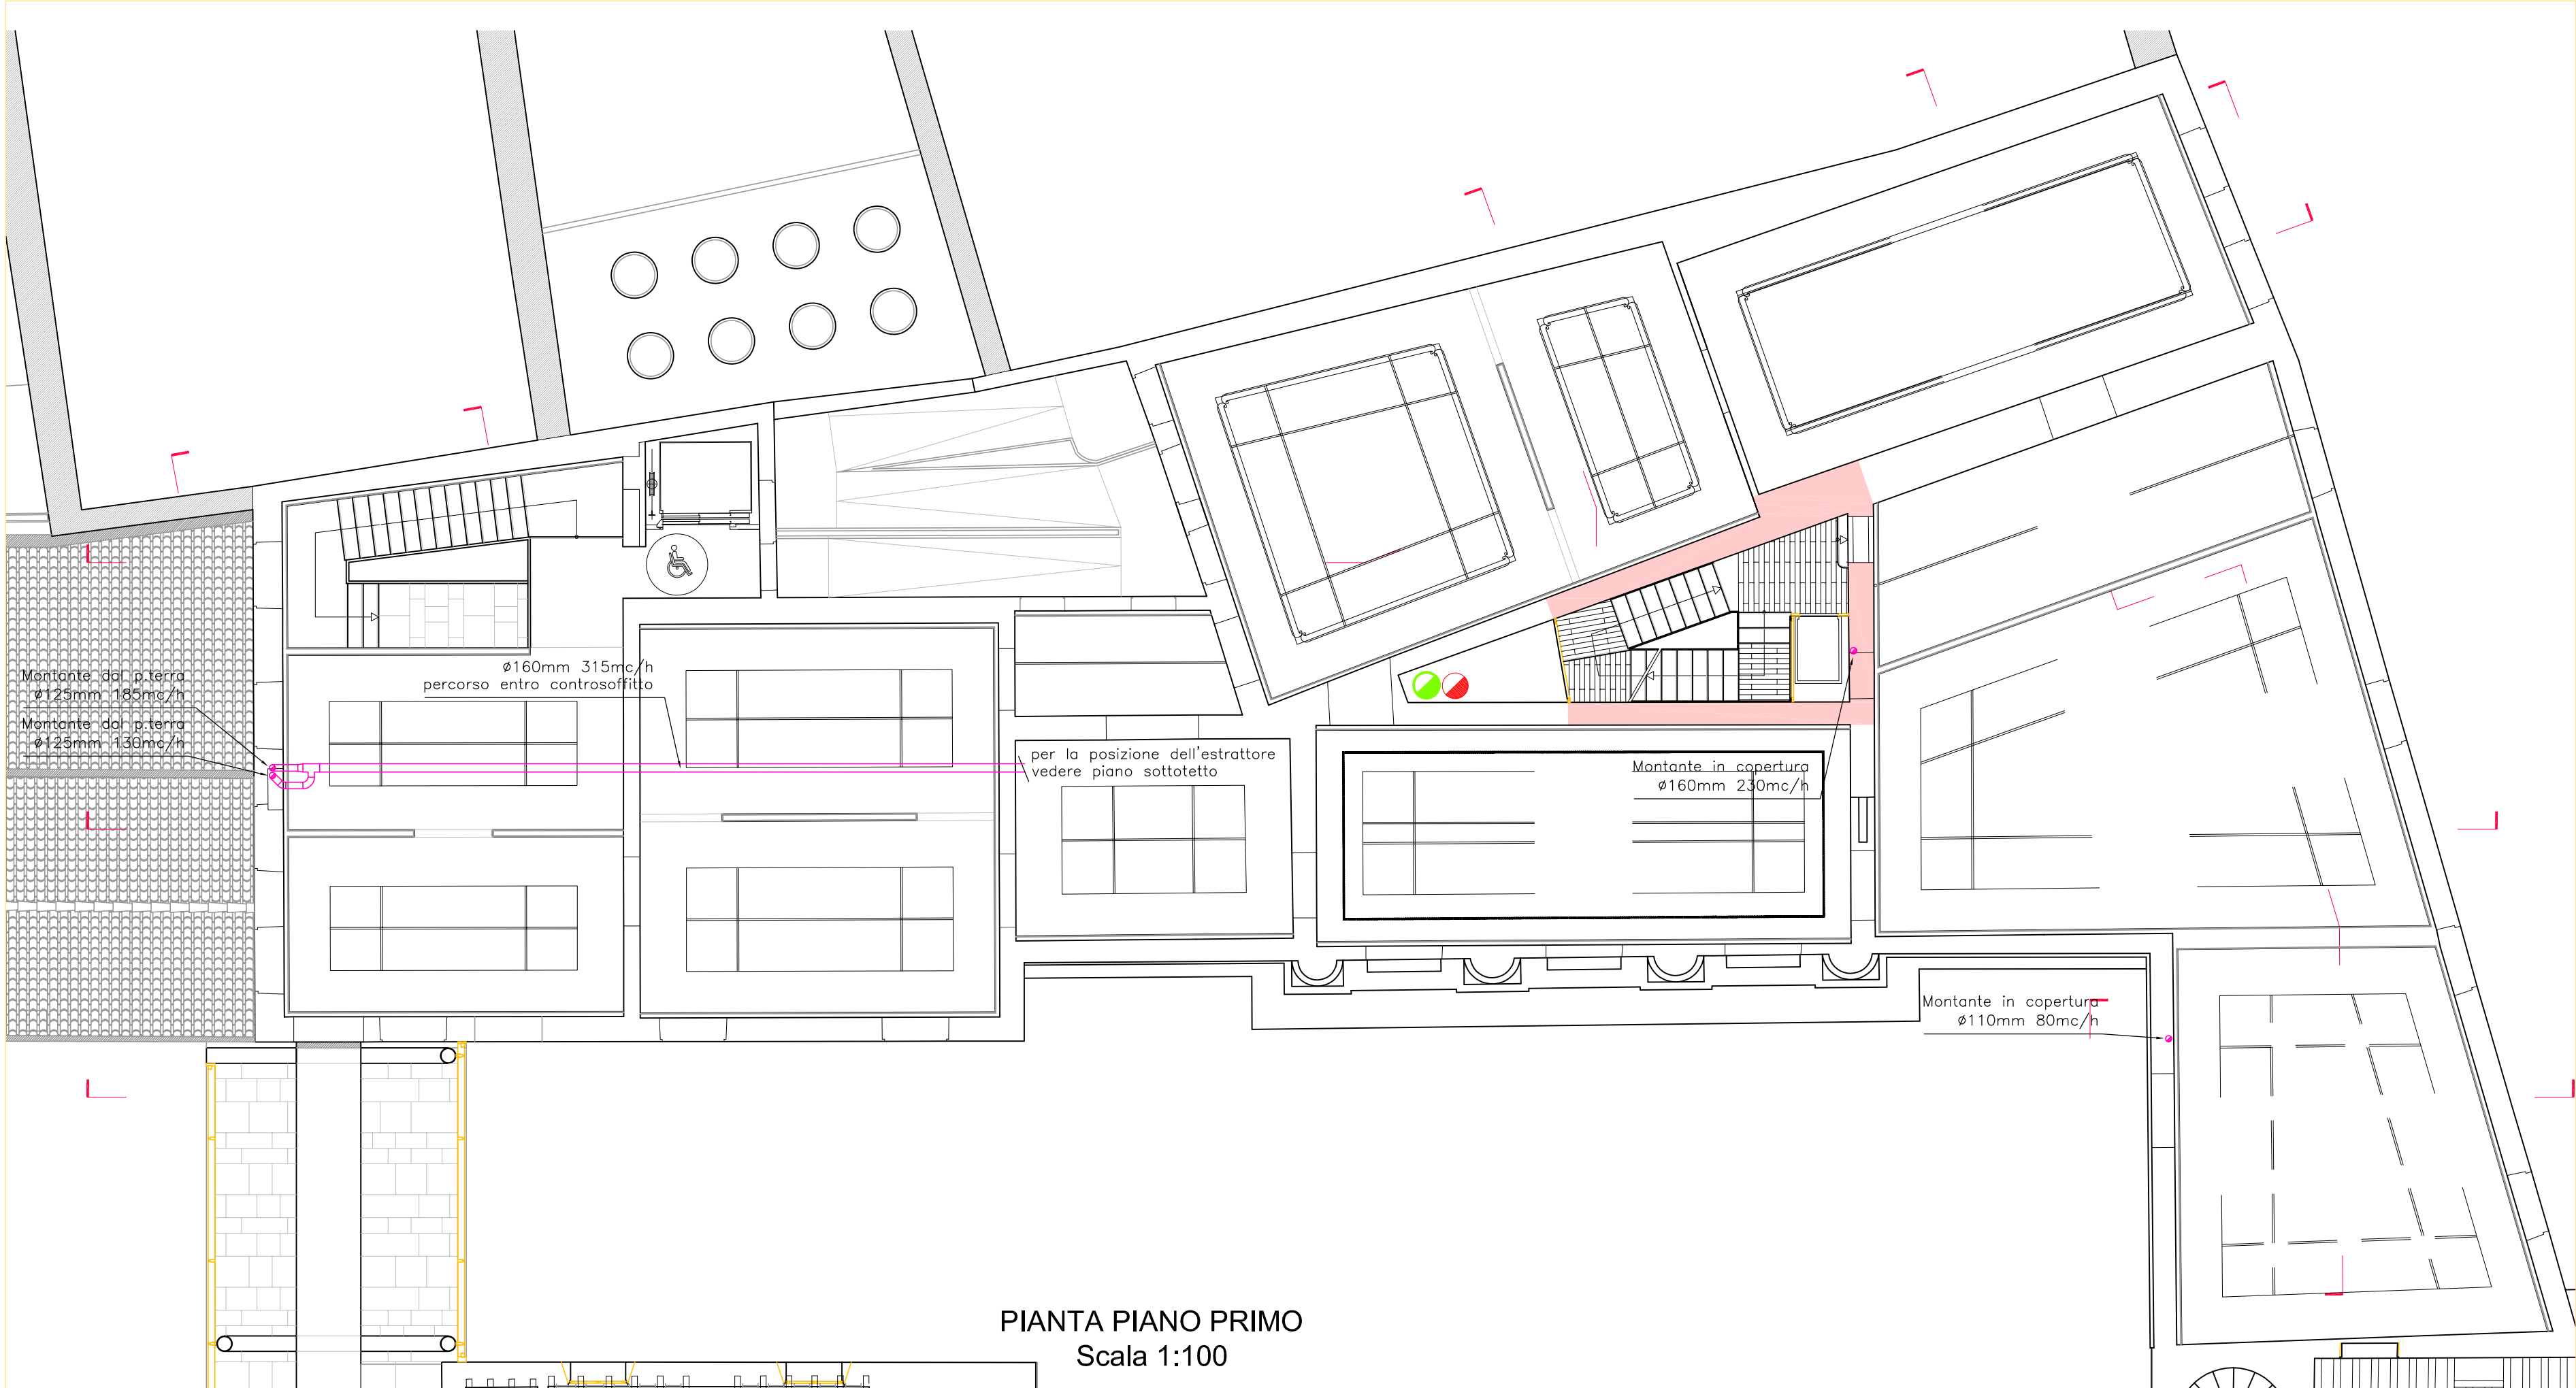 Montante dal p.terra
ø125mm 185mc/h
Montante dal p.terra
ø125mm 130mc/h
ø160mm 315mc/h
percorso entro controsoffitto
per la posizione dell'estrattore
vedere piano sottotetto
Montante in copertura
ø160mm 230mc/h
Montante in copertura
ø110mm 80mc/h
PIANTA PIANO PRIMO
Scala 1:100